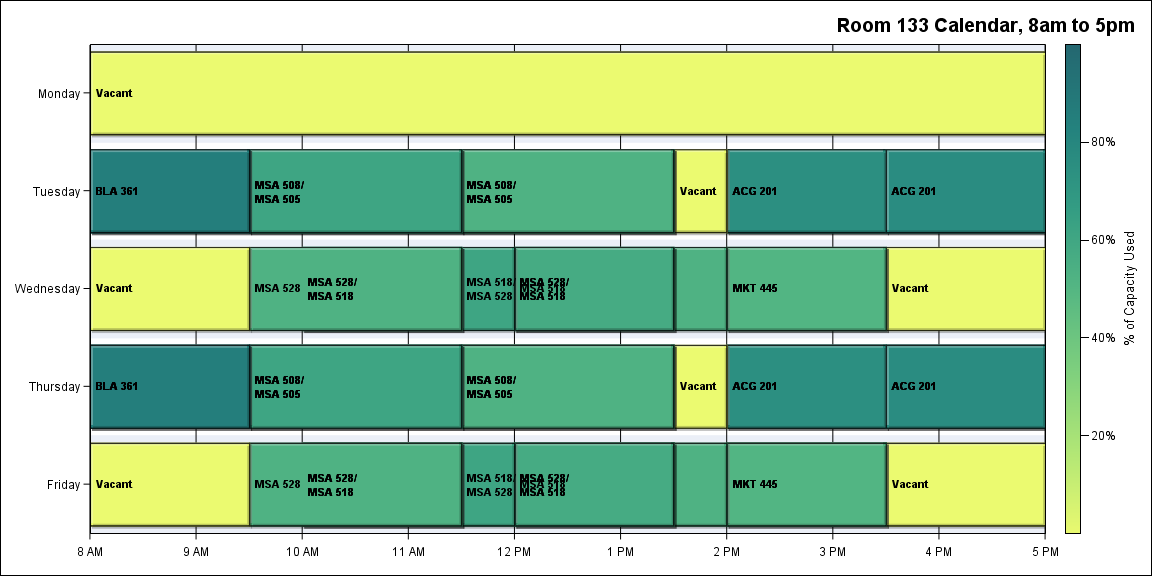 Room 133 Calendar, 8am to 5pm
Monday
Vacant
80%
Tuesday
BLA 361
MSA 508/
MSA 505
MSA 508/
MSA 505
Vacant
ACG 201
ACG 201
60%
Wednesday
Vacant
MSA 528
MSA 528/
MSA 518
MSA 518/
MSA 528
MSA 528/
MSA 518
MKT 445
Vacant
% of Capacity Used
40%
Thursday
BLA 361
MSA 508/
MSA 505
MSA 508/
MSA 505
Vacant
ACG 201
ACG 201
20%
Friday
Vacant
MSA 528
MSA 528/
MSA 518
MSA 518/
MSA 528
MSA 528/
MSA 518
MKT 445
Vacant
8 AM 9 AM 10 AM 11 AM 12 PM 1 PM 2 PM 3 PM 4 PM 5 PM